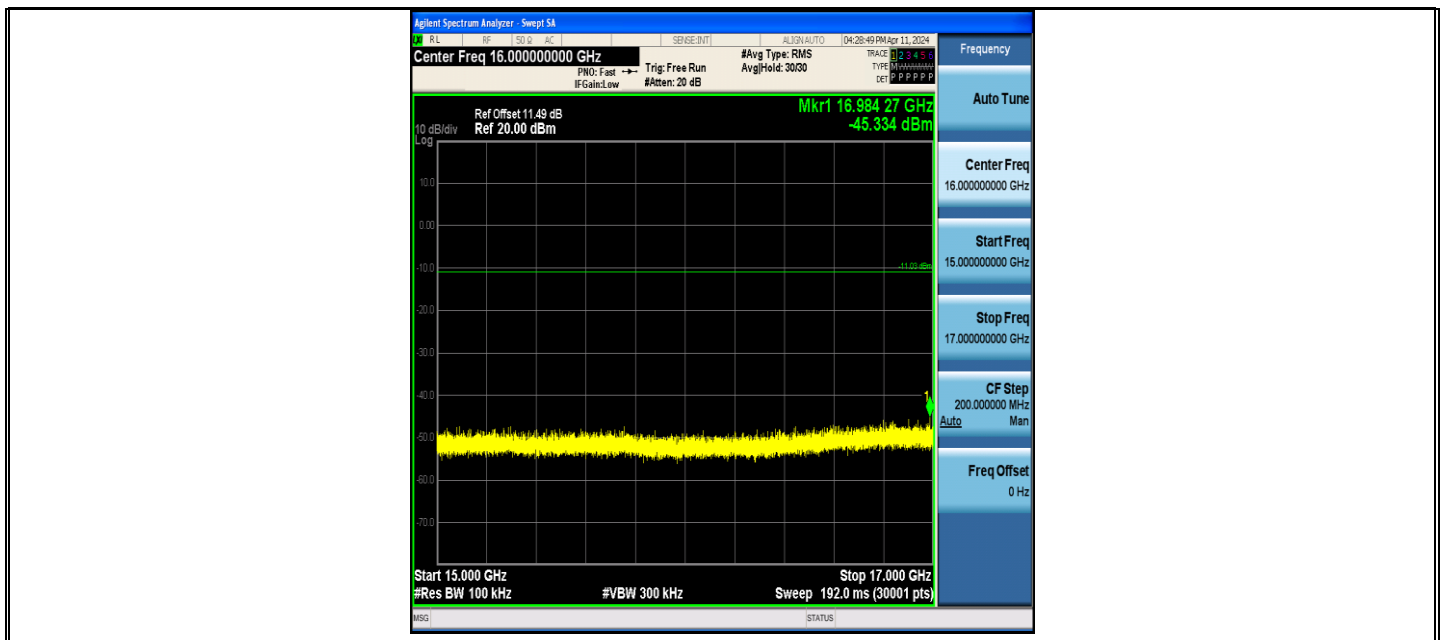 Agilent Spectrum Analyzer - Swept SA
RL RF 50 Ω AC SENSE:INT ALIGN AUTO 04:28:49 PM Apr 11, 2024
Center Freq 16.000000000 GHz
PNO: Fast
IFGain:Low
Trig: Free Run
#Atten: 20 dB
#Avg Type: RMS
Avg|Hold: 30/30
TRACE 1 2 3 4 5 6
TYPE M
DET P P P P P P
Mkr1 16.984 27 GHz
-45.334 dBm
Ref Offset 11.49 dB
10 dB/div Ref 20.00 dBm
Log
10.0
0.00
-10.0
-11.03 dBm
-20.0
-30.0
-40.0
1
-50.0
-60.0
-70.0
Start 15.000 GHz Stop 17.000 GHz
#Res BW 100 kHz #VBW 300 kHz Sweep 192.0 ms (30001 pts)
MSG STATUS
Frequency
Auto Tune
Center Freq
16.000000000 GHz
Start Freq
15.000000000 GHz
Stop Freq
17.000000000 GHz
CF Step
200.000000 MHz
Auto Man
Freq Offset
0 Hz